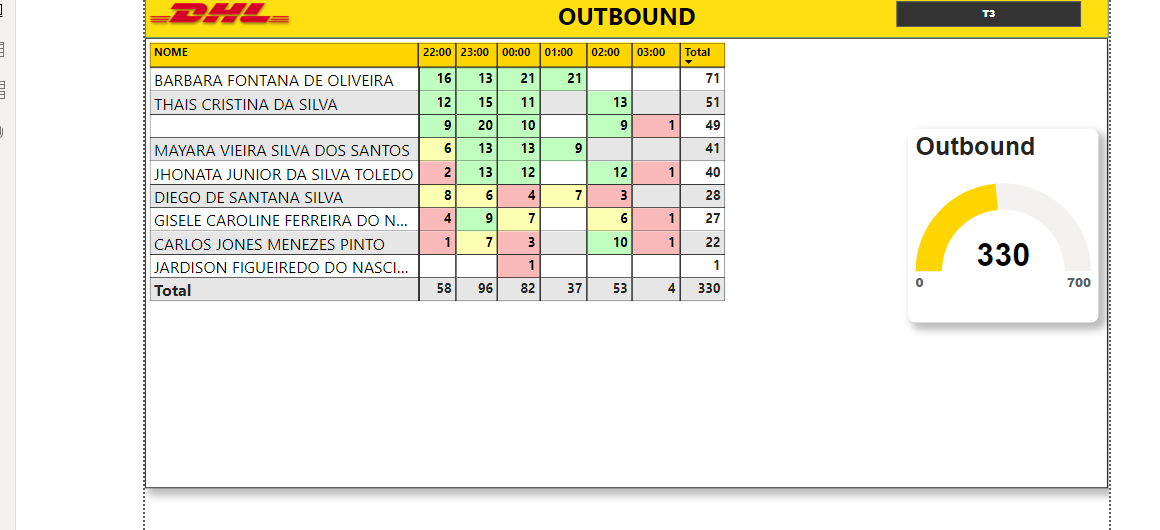 DHL
OUTBOUND
T3
NOME 22:00 23:00 00:00 01:00 02:00 03:00 Total
BARBARA FONTANA DE OLIVEIRA 16 13 21 21 71
THAIS CRISTINA DA SILVA 12 15 11 13 51
9 20 10 9 1 49
MAYARA VIEIRA SILVA DOS SANTOS 6 13 13 9 41
JHONATA JUNIOR DA SILVA TOLEDO 2 13 12 12 1 40
DIEGO DE SANTANA SILVA 8 6 4 7 3 28
GISELE CAROLINE FERREIRA DO N... 4 9 7 6 1 27
CARLOS JONES MENEZES PINTO 1 7 3 10 1 22
JARDISON FIGUEIREDO DO NASCI... 1 1
Total 58 96 82 37 53 4 330
Outbound
330
0 700